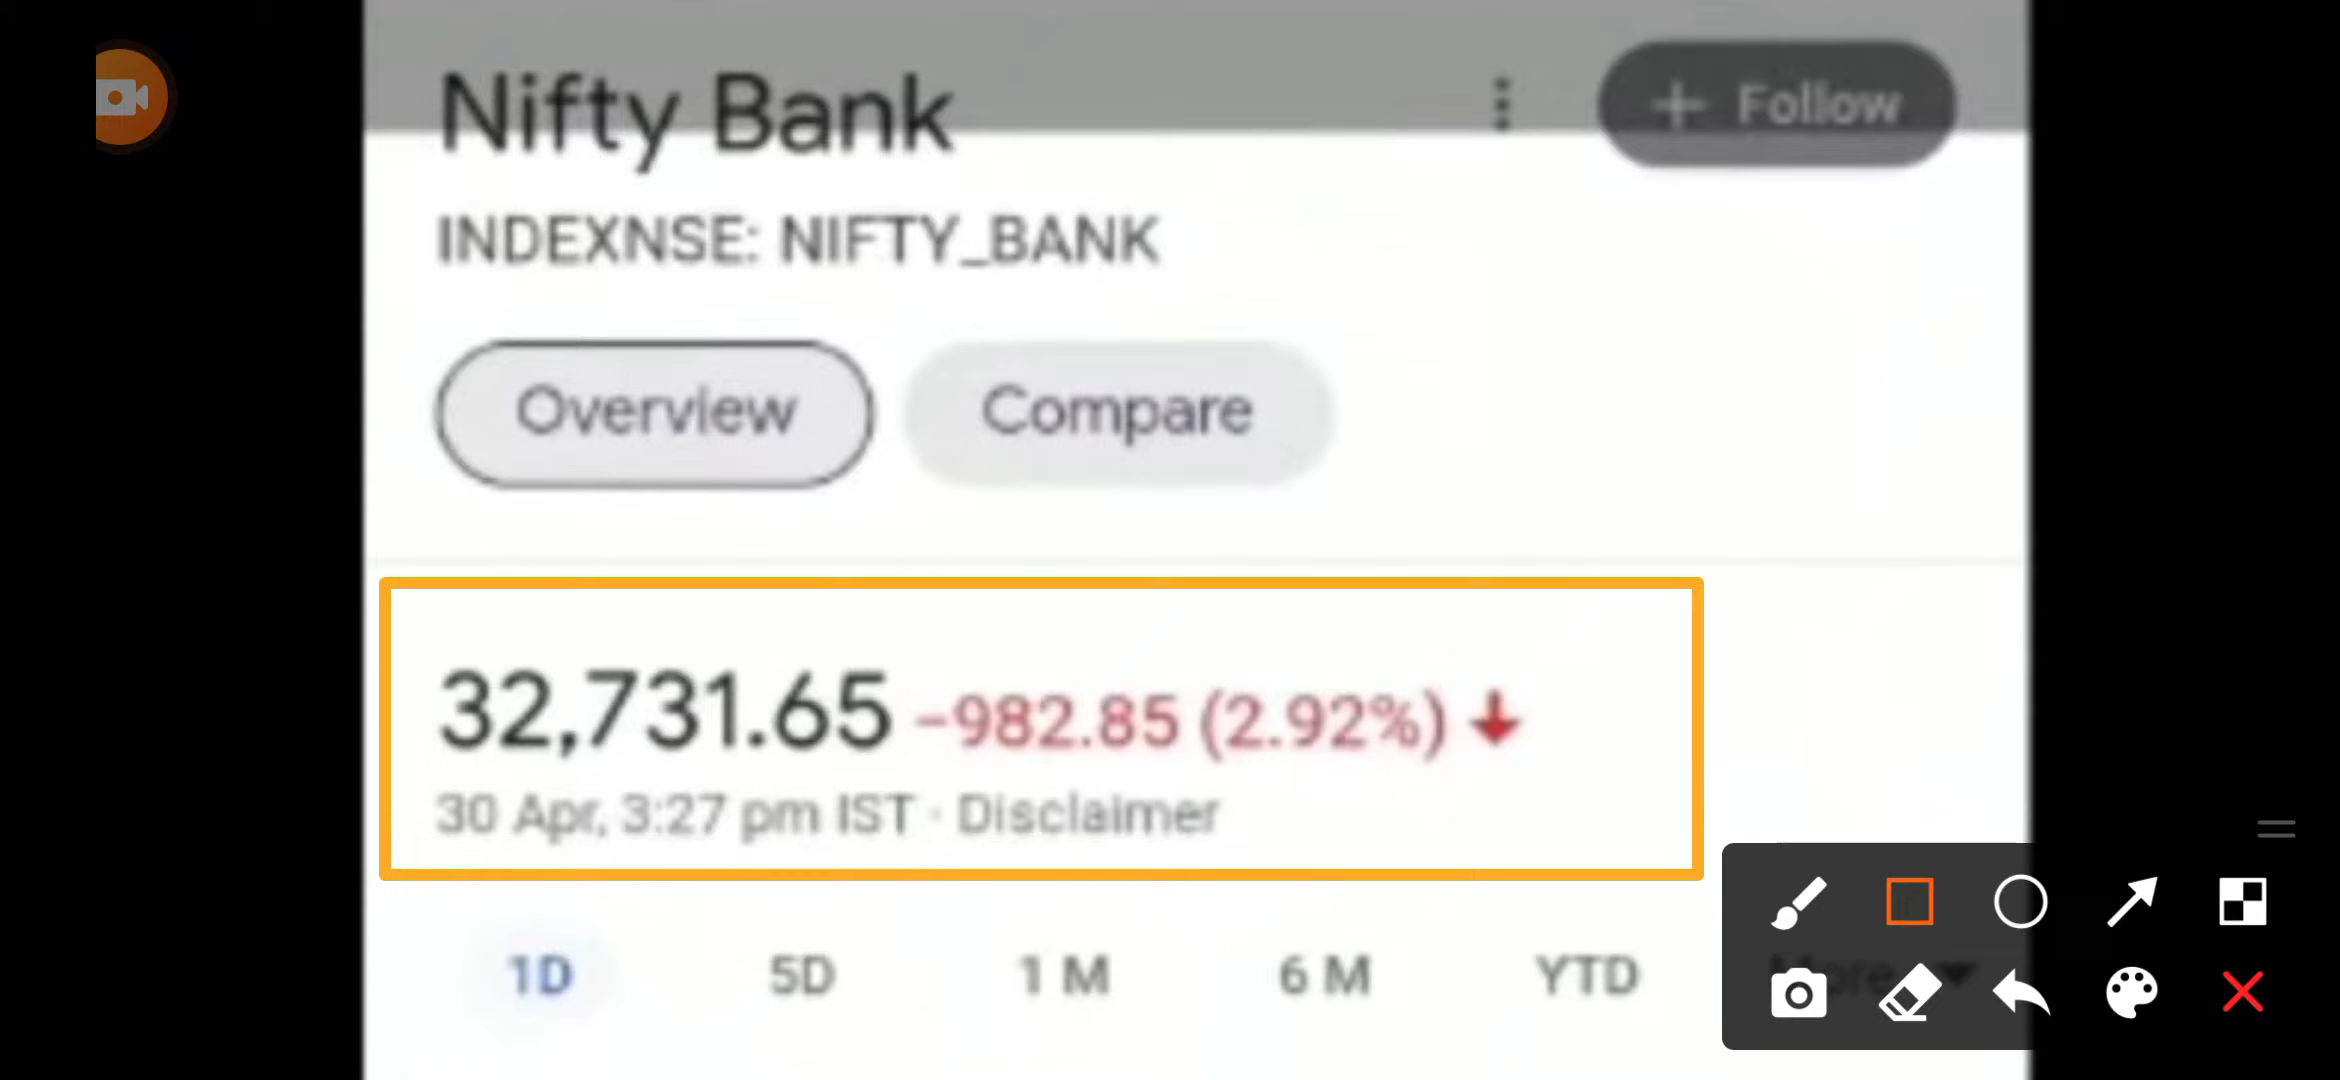 Nifty Bank
+ Follow
INDEXNSE: NIFTY_BANK
Overview
Compare
32,731.65 -982.85 (2.92%)
30 Apr, 3:27 pm IST · Disclaimer
1D 5D 1 M 6 M YTD More